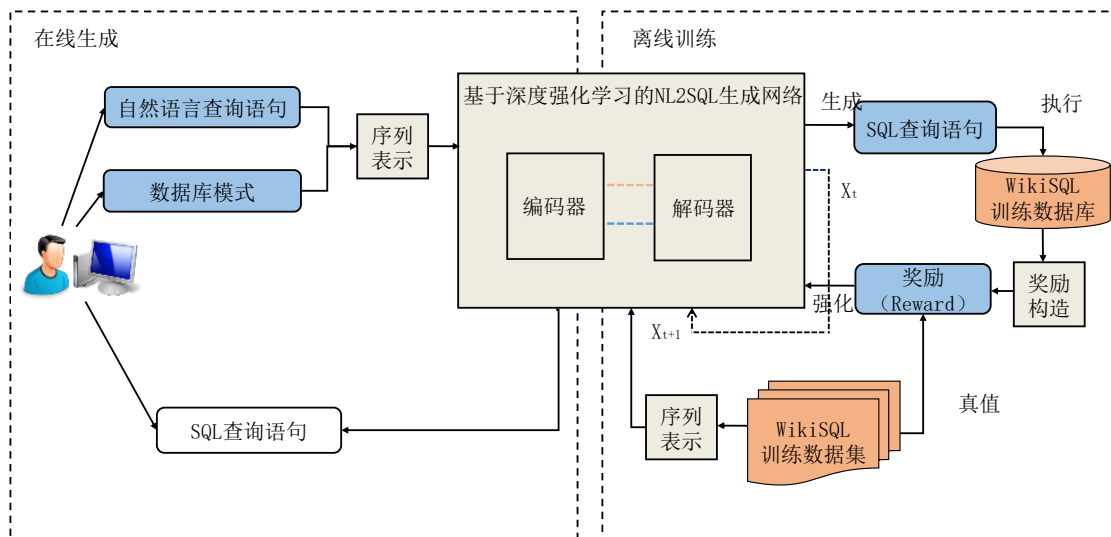 在线生成
离线训练
自然语言查询语句
数据库模式
序列
表示
基于深度强化学习的NL2SQL生成网络
编码器
解码器
生成
SQL查询语句
执行
WikiSQL
训练数据库
Xt
奖励
（Reward）
奖励
构造
强化
Xt+1
SQL查询语句
序列
表示
WikiSQL
训练数据集
真值